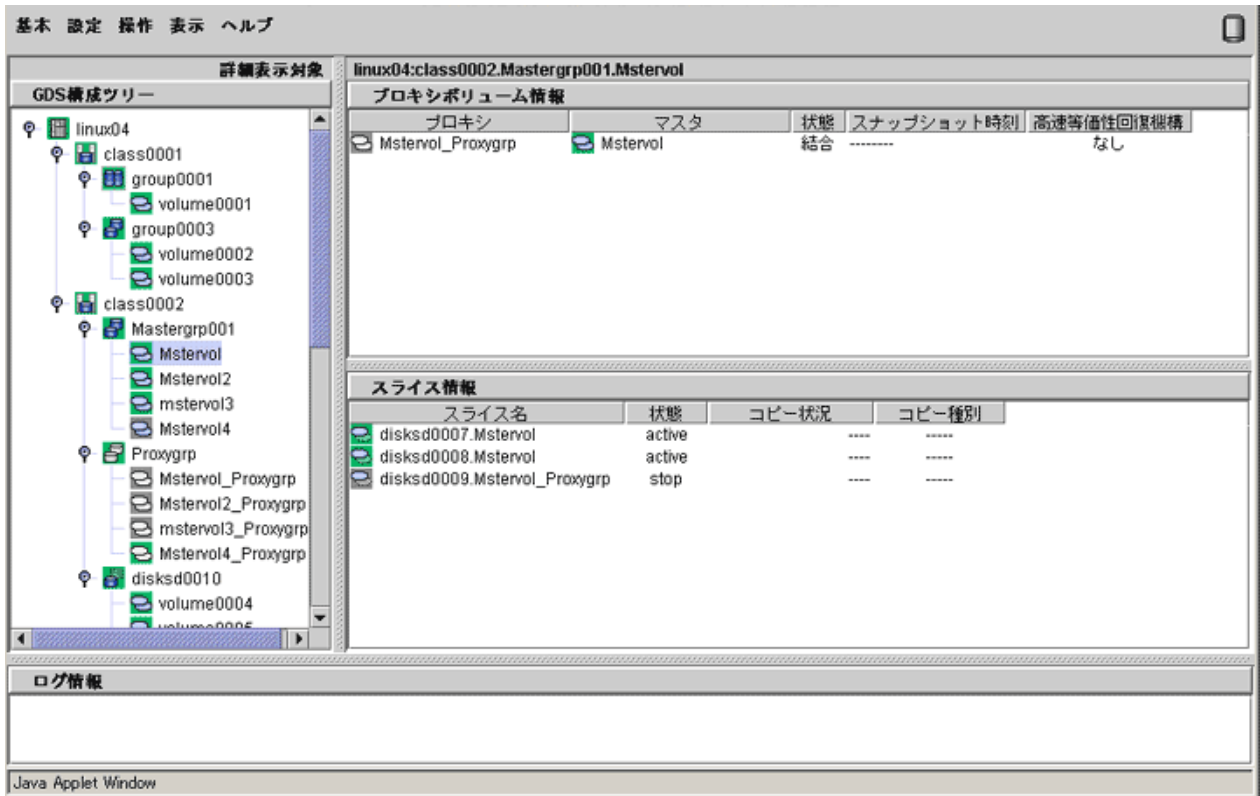 基本 設定 操作 表示 ヘルプ
詳細表示対象
GDS構成ツリー
linux04
class0001
group0001
volume0001
group0003
volume0002
volume0003
class0002
Mastergrp001
Mstervol
Mstervol2
mstervol3
Mstervol4
Proxygrp
Mstervol_Proxygrp
Mstervol2_Proxygrp
mstervol3_Proxygrp
Mstervol4_Proxygrp
disksd0010
volume0004
volume0005
linux04:class0002.Mastergrp001.Mstervol
プロキシボリューム情報
プロキシ マスタ 状態 スナップショット時刻 高速等価性回復機構
Mstervol_Proxygrp Mstervol 結合 -------- なし
スライス情報
スライス名 状態 コピー状況 コピー種別
disksd0007.Mstervol active ---- -----
disksd0008.Mstervol active ---- -----
disksd0009.Mstervol_Proxygrp stop ---- -----
ログ情報
Java Applet Window